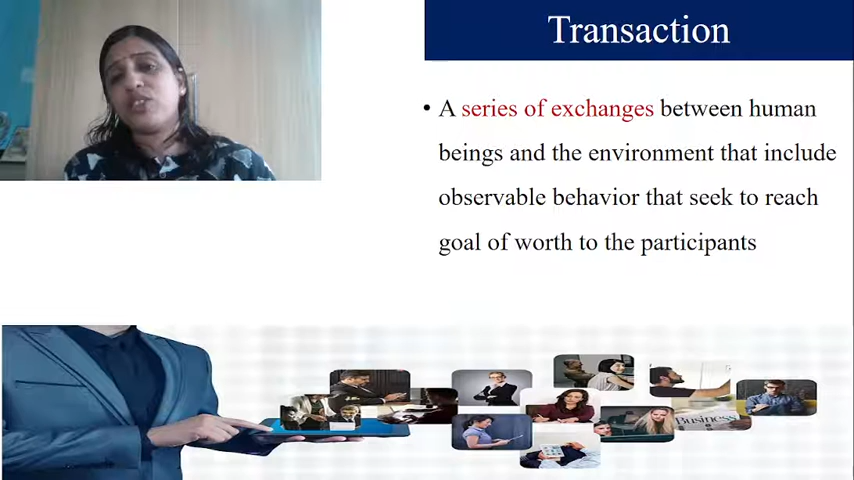 Transaction
• A series of exchanges between human
beings and the environment that include
observable behavior that seek to reach
goal of worth to the participants
Business